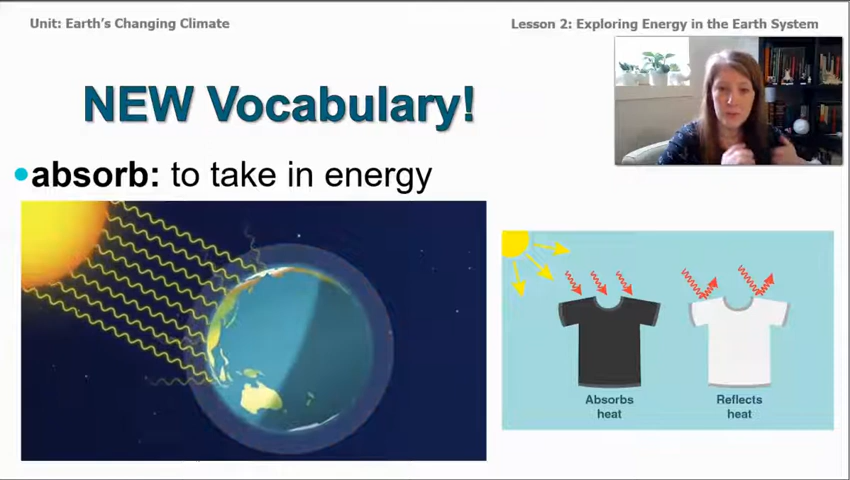 Unit: Earth's Changing Climate
Lesson 2: Exploring Energy in the Earth System
NEW Vocabulary!
•absorb: to take in energy
Absorbs
heat
Reflects
heat